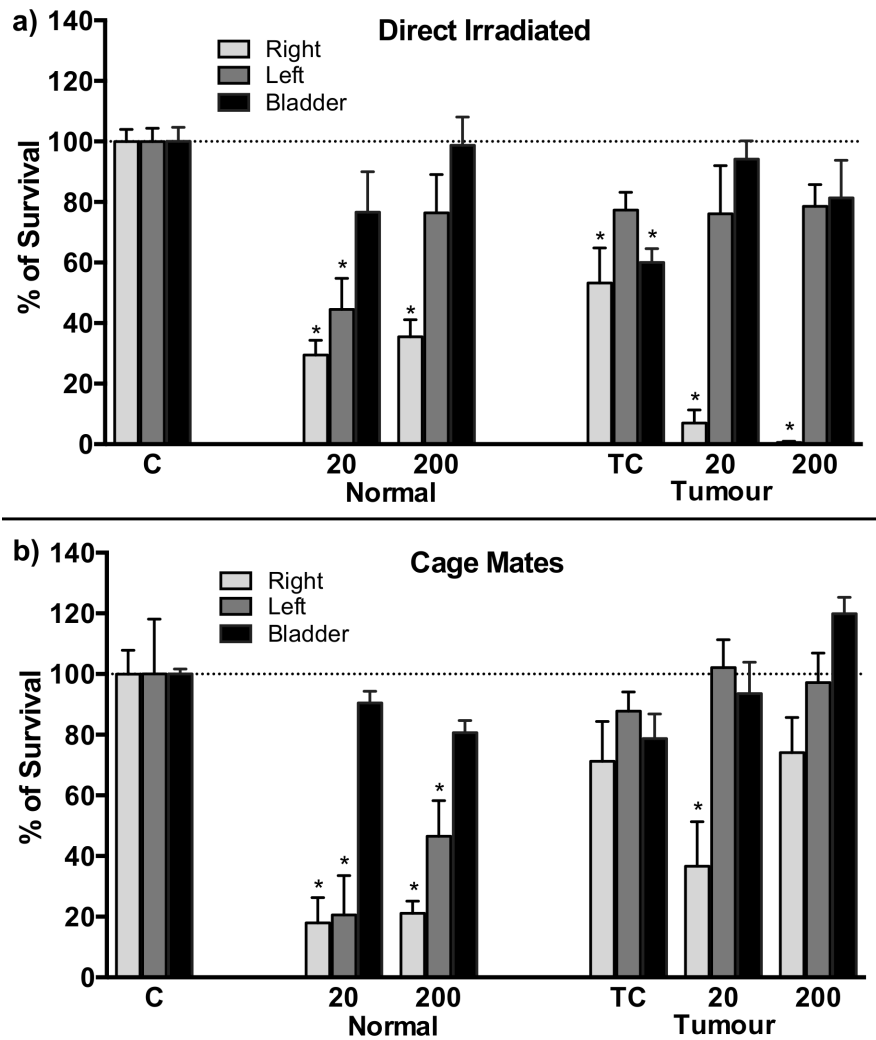 a)
Direct Irradiated
Right
Left
Bladder
% of Survival
140
120
100
80
60
40
20
0
* * * * * * *
C 20 200 TC 20 200
Normal Tumour
b)
Cage Mates
Right
Left
Bladder
% of Survival
140
120
100
80
60
40
20
0
* * * * *
C 20 200 TC 20 200
Normal Tumour